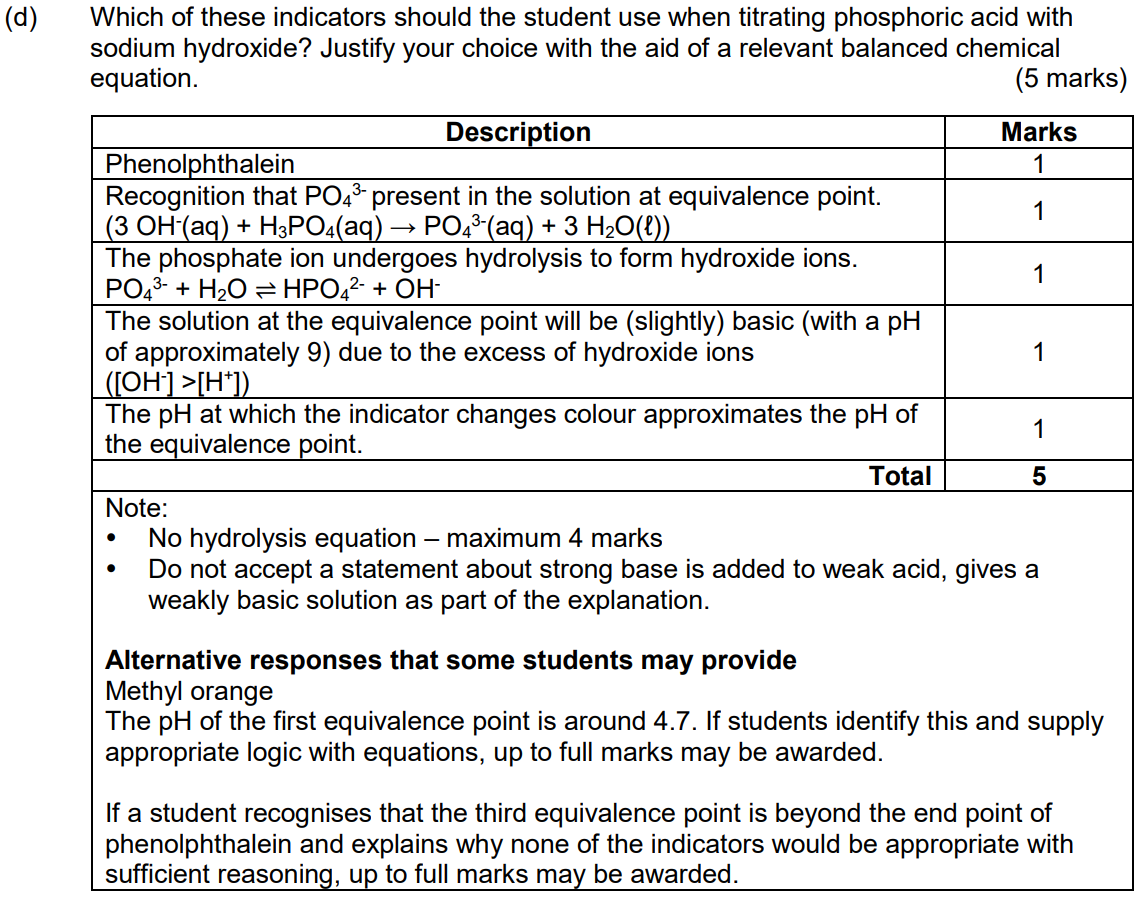 (d) Which of these indicators should the student use when titrating phosphoric acid with
sodium hydroxide? Justify your choice with the aid of a relevant balanced chemical
equation. (5 marks)
Description Marks
Phenolphthalein 1
Recognition that PO₄³⁻ present in the solution at equivalence point.
(3 OH⁻(aq) + H₃PO₄(aq) → PO₄³⁻(aq) + 3 H₂O(ℓ)) 1
The phosphate ion undergoes hydrolysis to form hydroxide ions.
PO₄³⁻ + H₂O ⇌ HPO₄²⁻ + OH⁻ 1
The solution at the equivalence point will be (slightly) basic (with a pH
of approximately 9) due to the excess of hydroxide ions 1
([OH⁻] >[H⁺])
The pH at which the indicator changes colour approximates the pH of
the equivalence point. 1
Total 5
Note:
• No hydrolysis equation – maximum 4 marks
• Do not accept a statement about strong base is added to weak acid, gives a
weakly basic solution as part of the explanation.
Alternative responses that some students may provide
Methyl orange
The pH of the first equivalence point is around 4.7. If students identify this and supply
appropriate logic with equations, up to full marks may be awarded.
If a student recognises that the third equivalence point is beyond the end point of
phenolphthalein and explains why none of the indicators would be appropriate with
sufficient reasoning, up to full marks may be awarded.